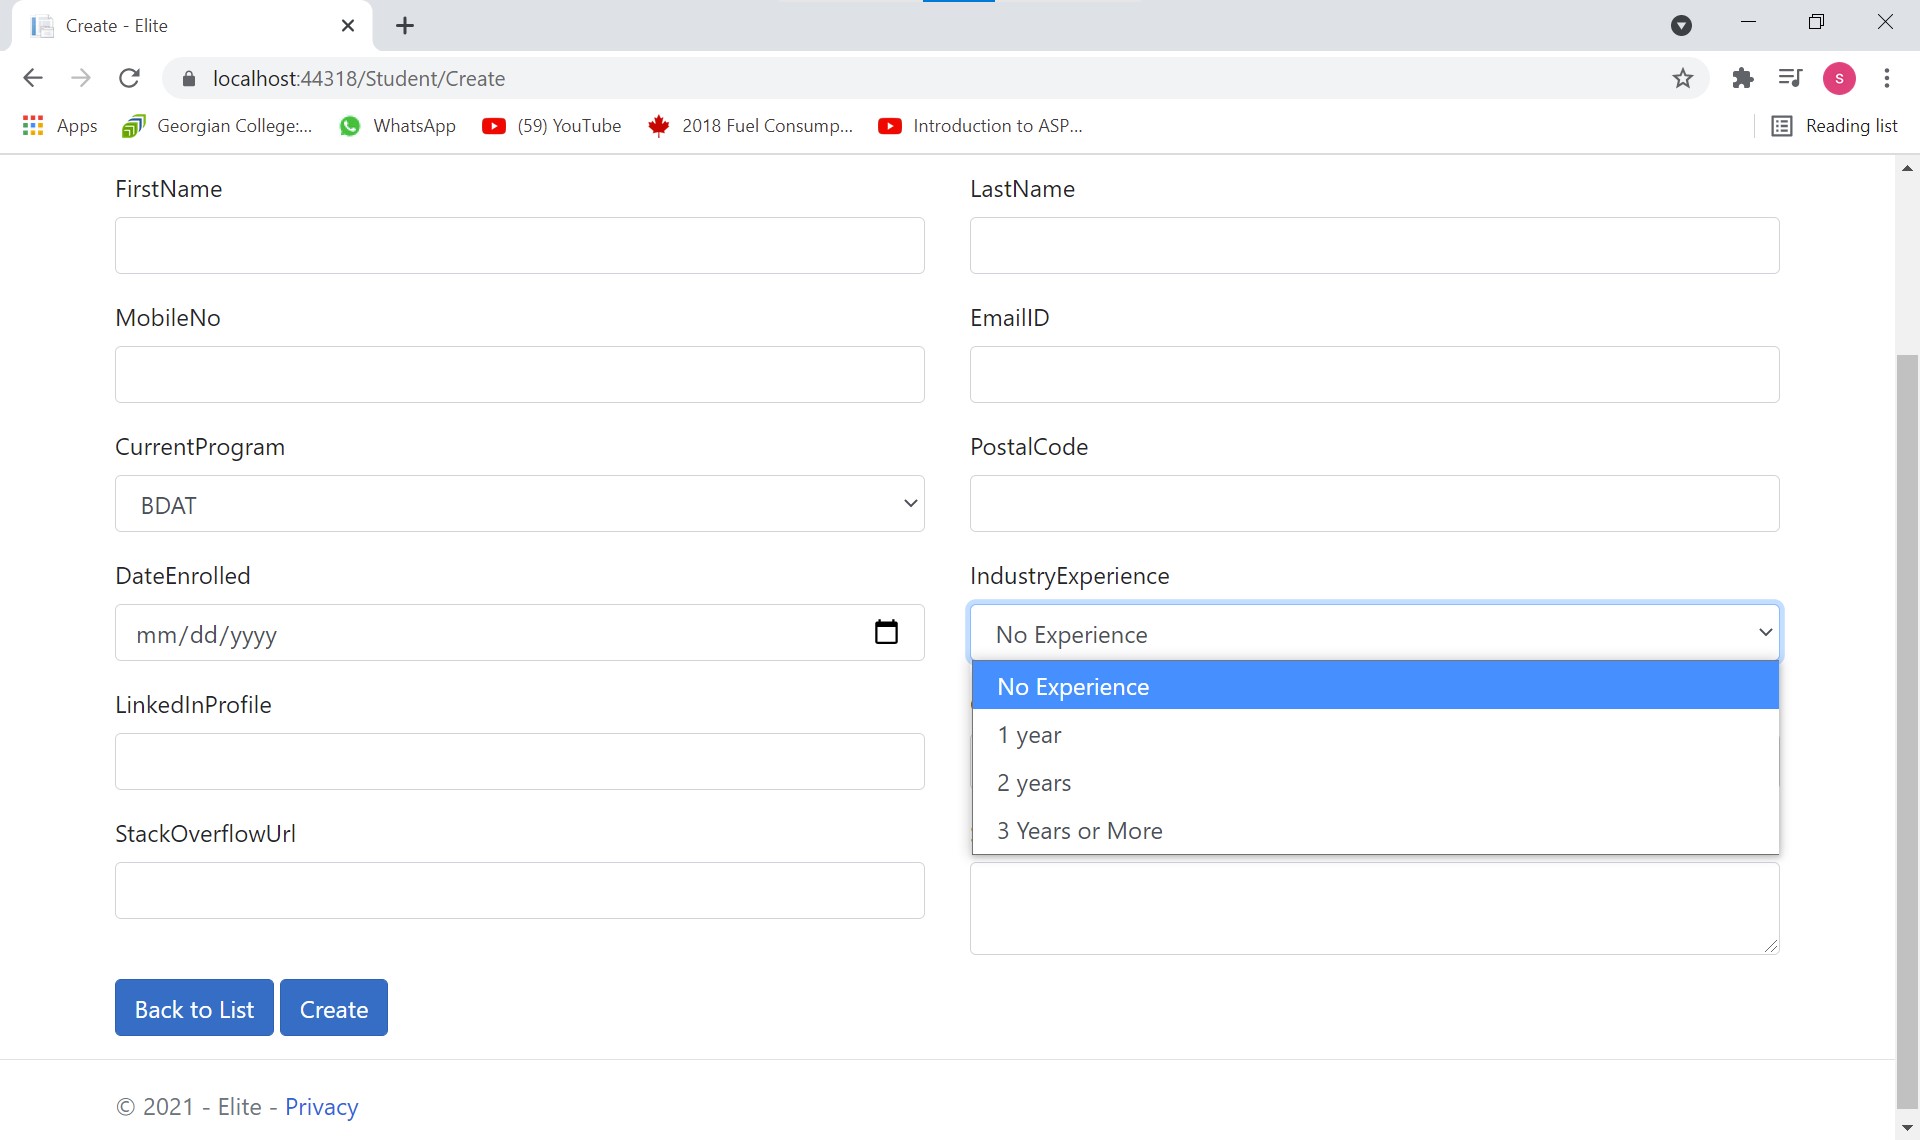 Create - Elite
localhost:44318/Student/Create
S
Apps
Georgian College:...
WhatsApp
(59) YouTube
2018 Fuel Consump...
Introduction to ASP...
Reading list
FirstName
LastName
MobileNo
EmailID
CurrentProgram
PostalCode
BDAT
DateEnrolled
IndustryExperience
mm/dd/yyyy
No Experience
No Experience
LinkedInProfile
1 year
2 years
StackOverflowUrl
3 Years or More
Back to List
Create
© 2021 - Elite - Privacy